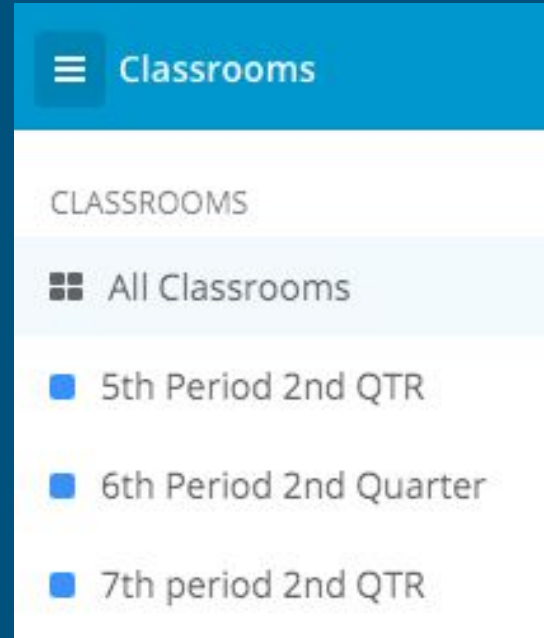 Classrooms
CLASSROOMS
All Classrooms
5th Period 2nd QTR
6th Period 2nd Quarter
7th period 2nd QTR